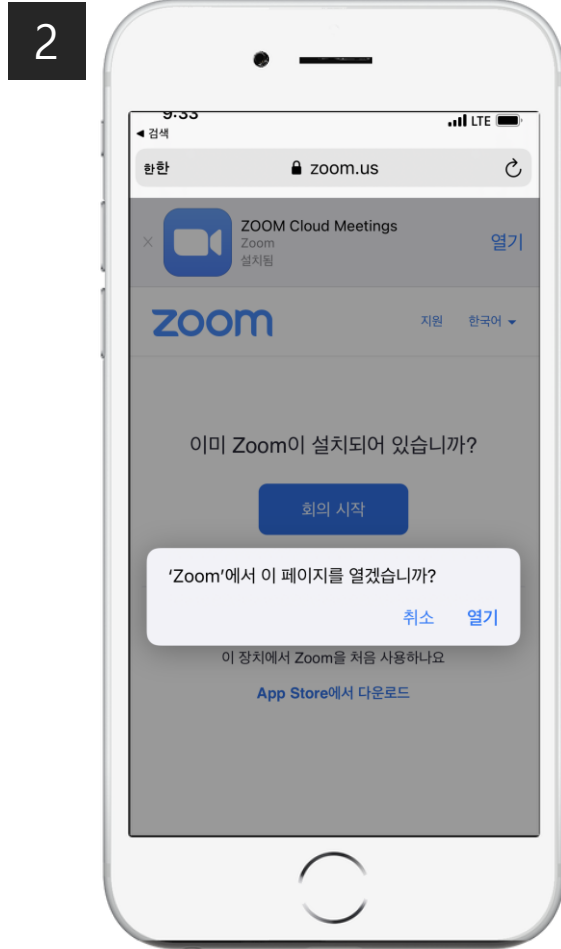 2
9:33
◀ 검색
LTE
한한 zoom.us
ZOOM Cloud Meetings
Zoom
설치됨
열기
zoom
지원 한국어
이미 Zoom이 설치되어 있습니까?
회의 시작
‘Zoom’에서 이 페이지를 열겠습니까?
취소 열기
이 장치에서 Zoom을 처음 사용하나요
App Store에서 다운로드